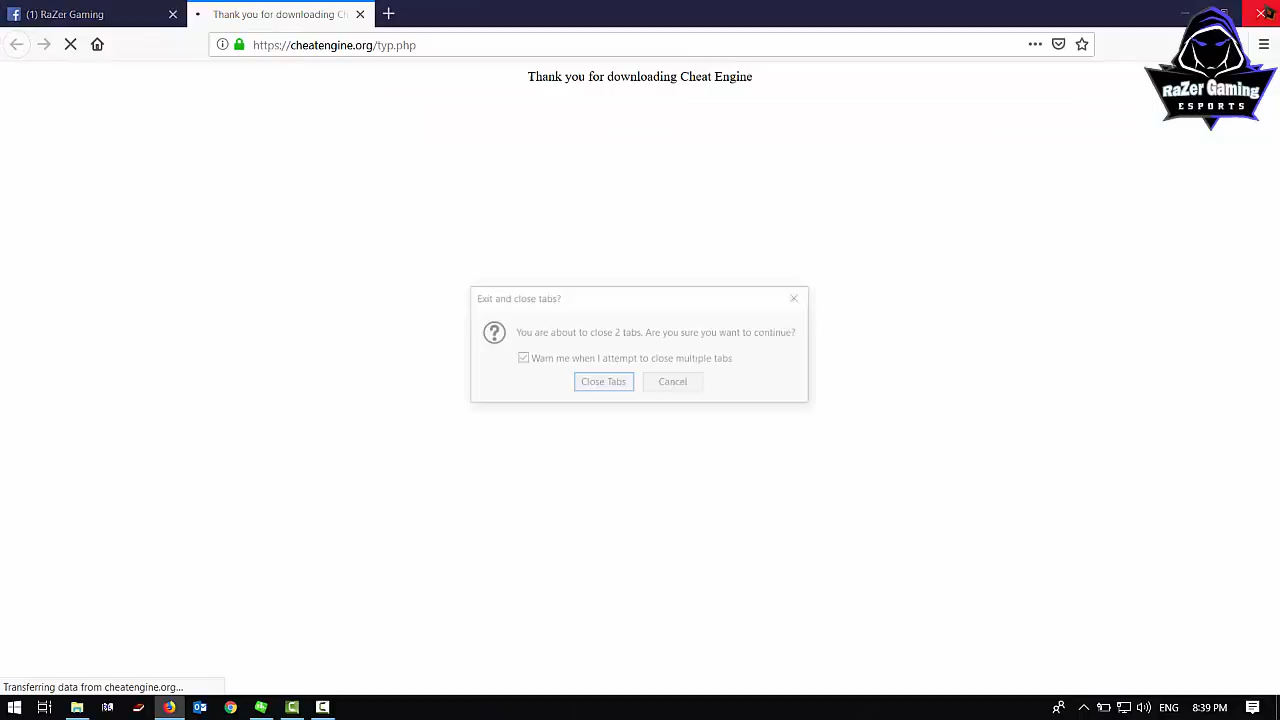 (1) RaZer Gaming
Thank you for downloading Ch
https://cheatengine.org/typ.php
Thank you for downloading Cheat Engine
RaZer Gaming
ESPORTS
Exit and close tabs?
You are about to close 2 tabs. Are you sure you want to continue?
Warn me when I attempt to close multiple tabs
Close Tabs
Cancel
Transferring data from cheatengine.org...
ENG
8:39 PM